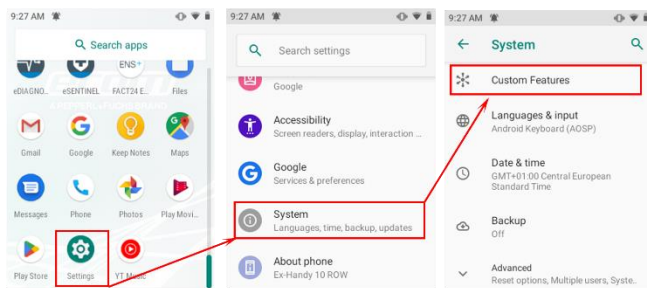 9:27 AM
Search apps
ENS+
eDIAGNO..
eSENTINEL
FACT24 E..
Files
Gmail
Google
Keep Notes
Maps
Messages
Phone
Photos
Play Movi..
Play Store
Settings
YT Music
9:27 AM
Search settings
Google
Accessibility
Screen readers, display, interaction ...
Google
Services & preferences
System
Languages, time, backup, updates
About phone
Ex-Handy 10 ROW
9:27 AM
System
Custom Features
Languages & input
Android Keyboard (AOSP)
Date & time
GMT+01:00 Central European
Standard Time
Backup
Off
Advanced
Reset options, Multiple users, Syste..